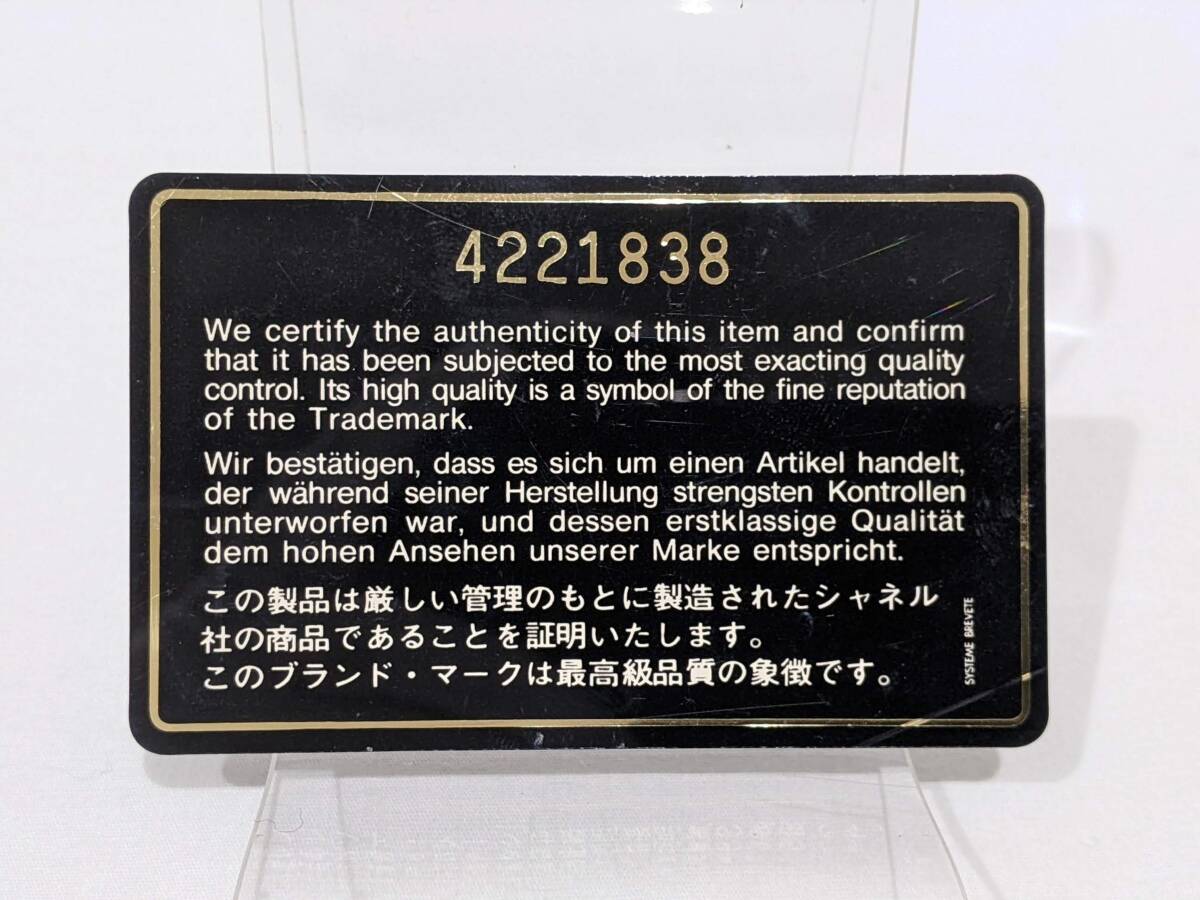 4221838
We certify the authenticity of this item and confirm
that it has been subjected to the most exacting quality
control. Its high quality is a symbol of the fine reputation
of the Trademark.
Wir bestätigen, dass es sich um einen Artikel handelt,
der während seiner Herstellung strengsten Kontrollen
unterworfen war, und dessen erstklassige Qualität
dem hohen Ansehen unserer Marke entspricht.
この製品は厳しい管理のもとに製造されたシャネル
社の商品であることを証明いたします。
このブランド・マークは最高級品質の象徴です。
SYSTEME BREVETE